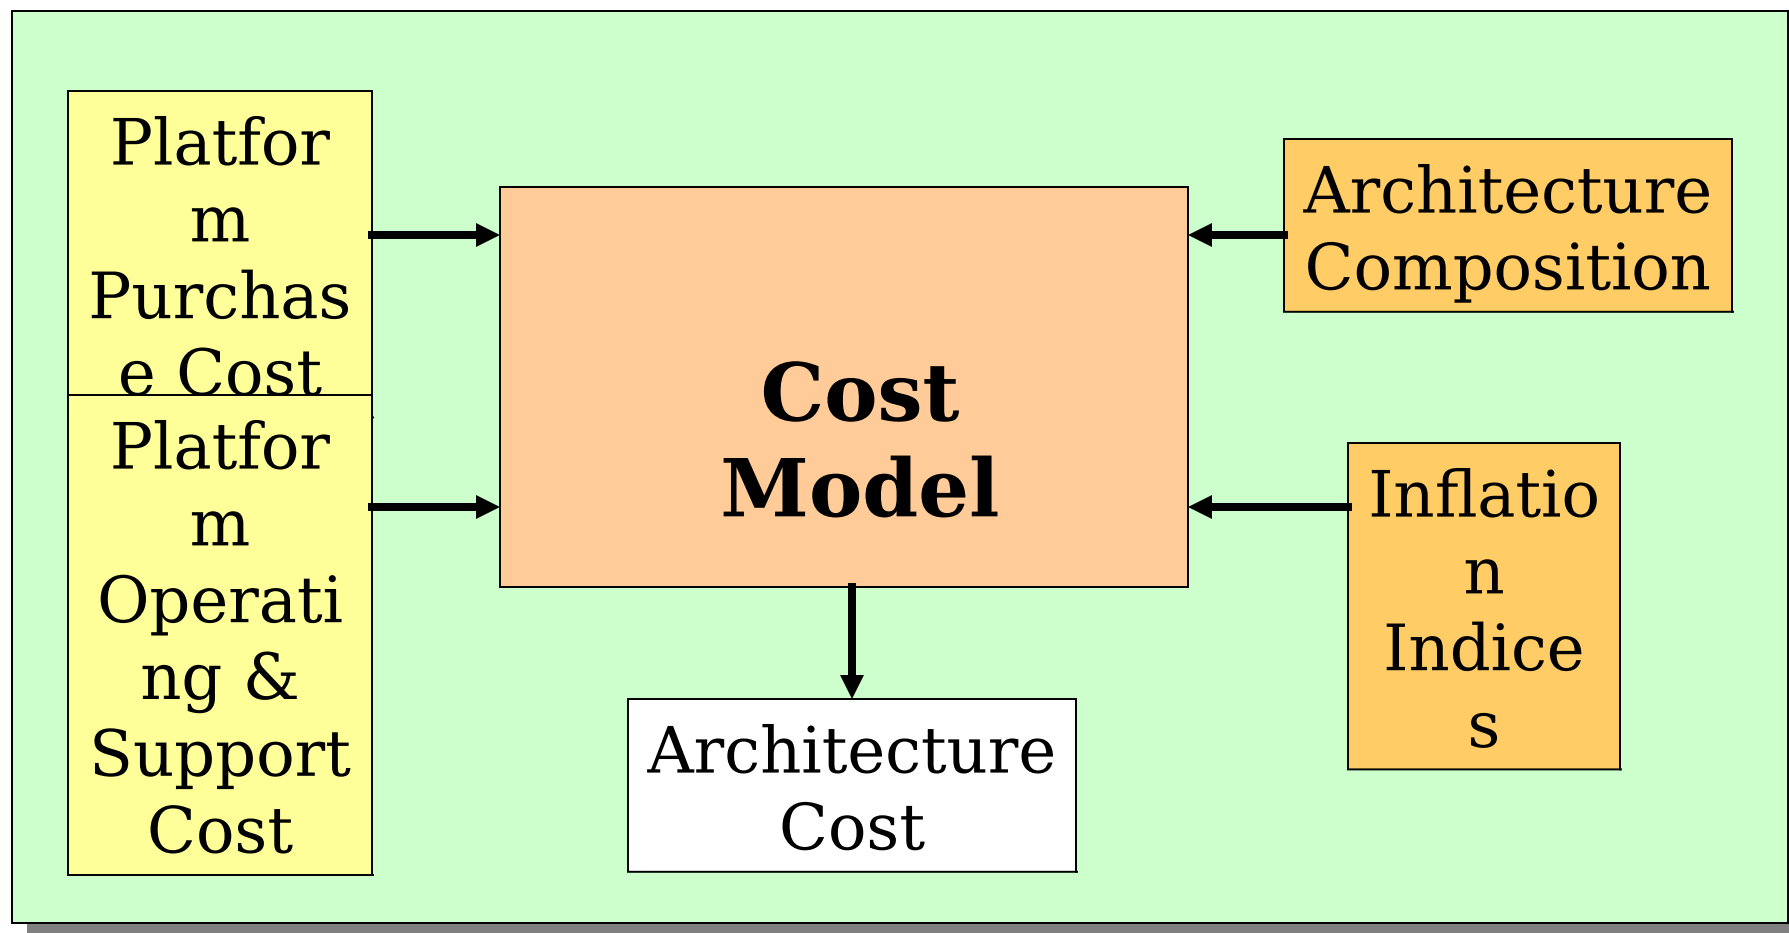 Platfor
m
Purchas
e Cost
Platfor
m
Operati
ng &
Support
Cost
Cost
Model
Architecture
Cost
Architecture
Composition
Inflatio
n
Indice
s